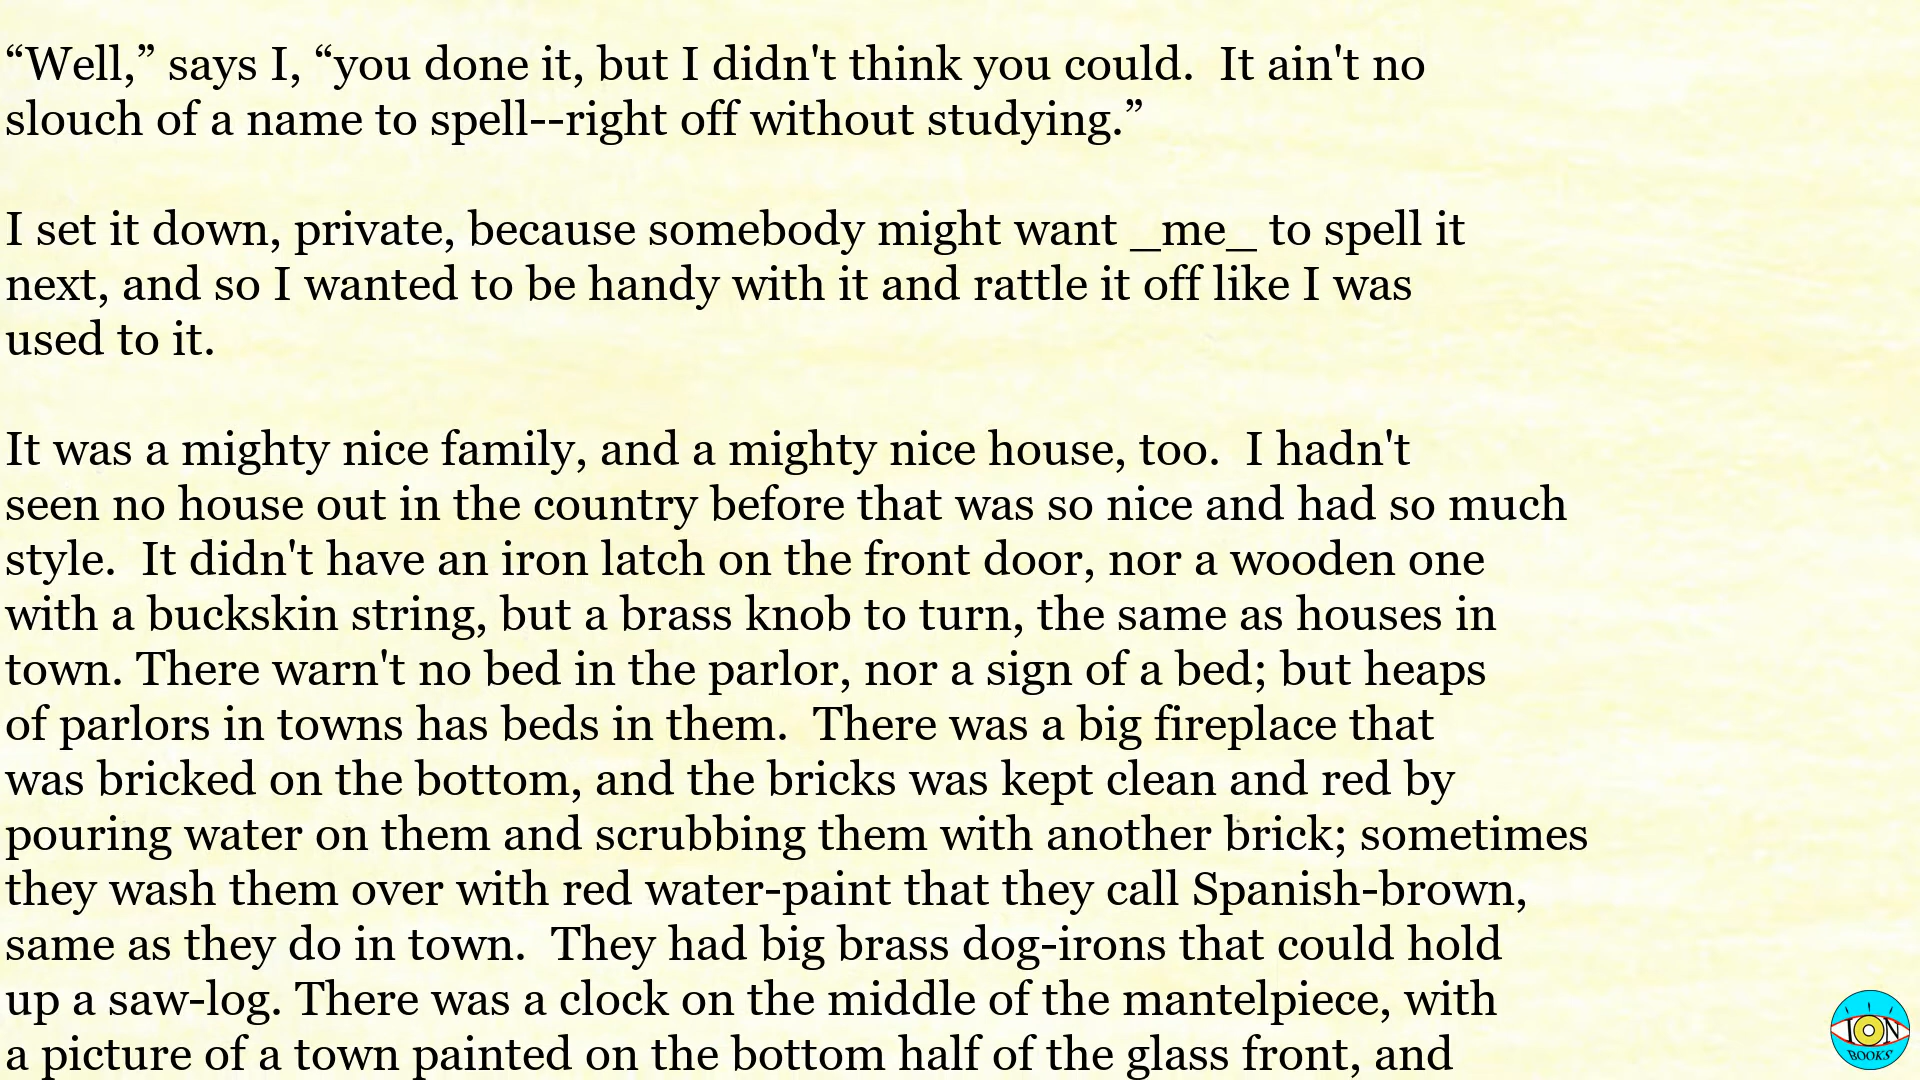 “Well,” says I, “you done it, but I didn't think you could.  It ain't no
slouch of a name to spell--right off without studying.”
I set it down, private, because somebody might want _me_ to spell it
next, and so I wanted to be handy with it and rattle it off like I was
used to it.
It was a mighty nice family, and a mighty nice house, too.  I hadn't
seen no house out in the country before that was so nice and had so much
style.  It didn't have an iron latch on the front door, nor a wooden one
with a buckskin string, but a brass knob to turn, the same as houses in
town. There warn't no bed in the parlor, nor a sign of a bed; but heaps
of parlors in towns has beds in them.  There was a big fireplace that
was bricked on the bottom, and the bricks was kept clean and red by
pouring water on them and scrubbing them with another brick; sometimes
they wash them over with red water-paint that they call Spanish-brown,
same as they do in town.  They had big brass dog-irons that could hold
up a saw-log. There was a clock on the middle of the mantelpiece, with
a picture of a town painted on the bottom half of the glass front, and
ION
BOOKS